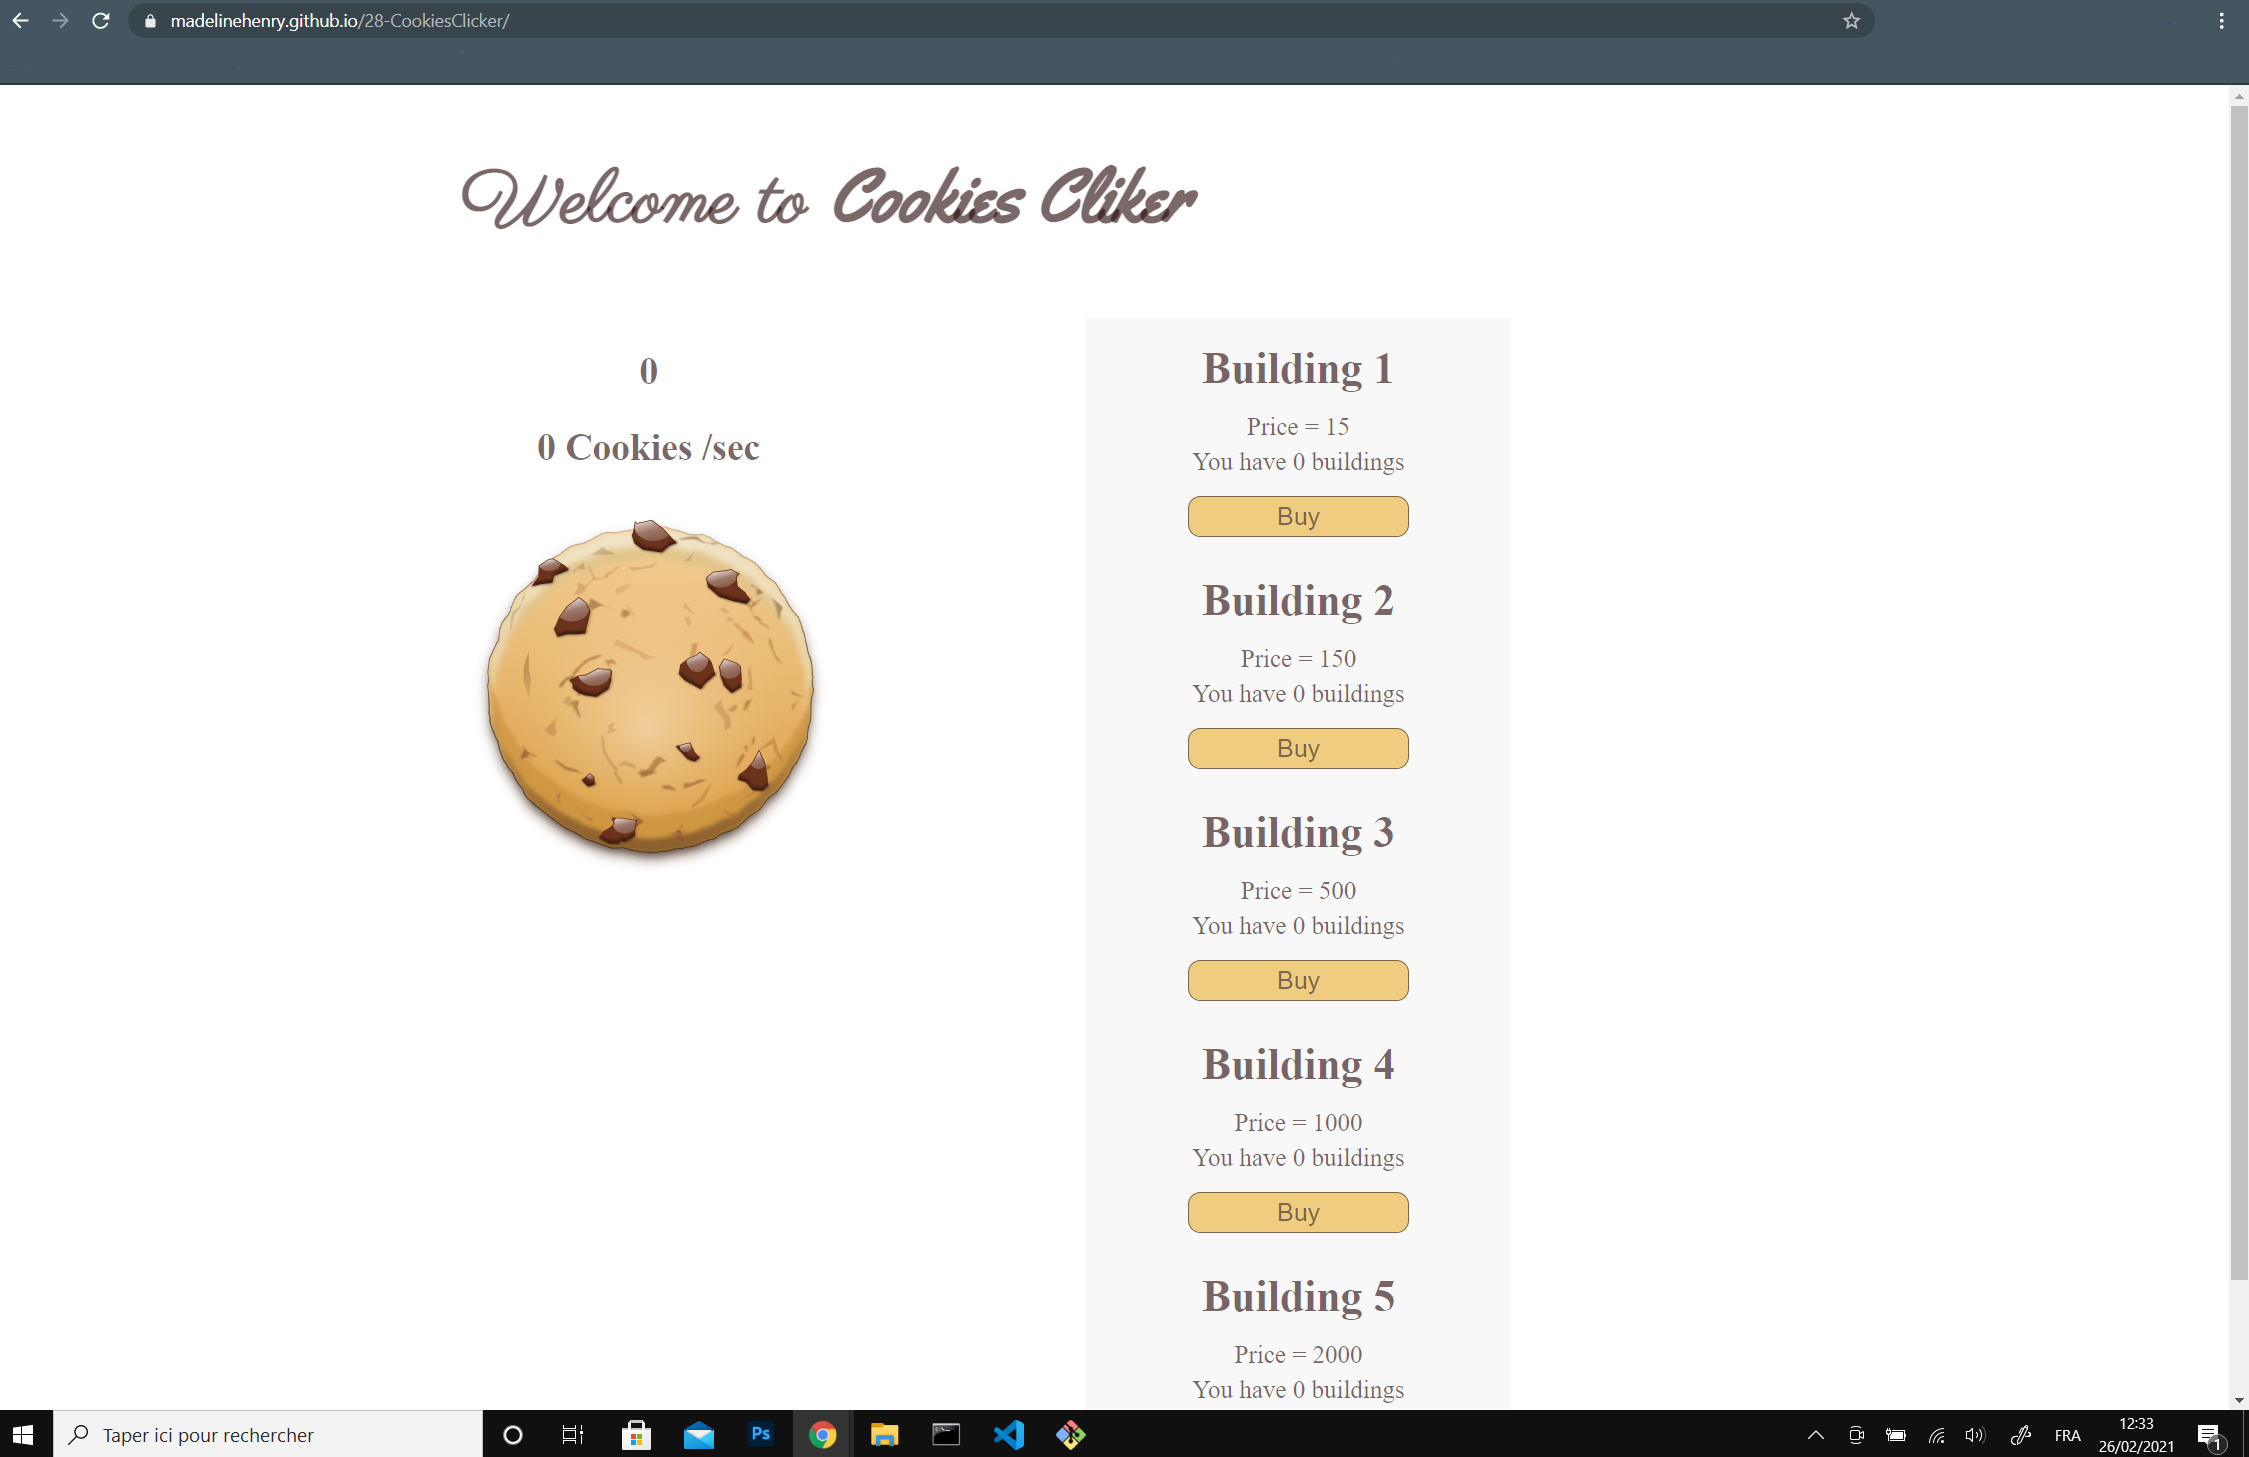 madelinehenry.github.io/28-CookiesClicker/
Welcome to Cookies Cliker
0
0 Cookies /sec
Building 1
Price = 15
You have 0 buildings
Buy
Building 2
Price = 150
You have 0 buildings
Buy
Building 3
Price = 500
You have 0 buildings
Buy
Building 4
Price = 1000
You have 0 buildings
Buy
Building 5
Price = 2000
You have 0 buildings
Taper ici pour rechercher
Ps
FRA
12:33
26/02/2021
1